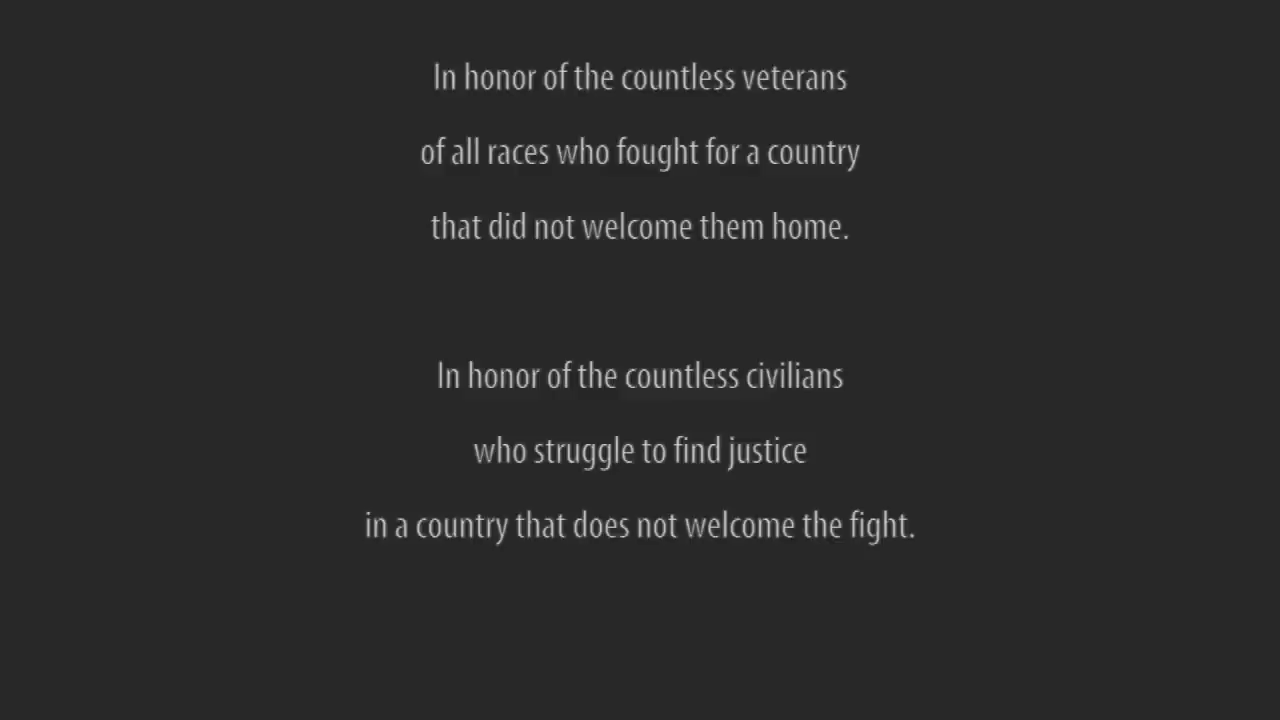 In honor of the countless veterans
of all races who fought for a country
that did not welcome them home.
In honor of the countless civilians
who struggle to find justice
in a country that does not welcome the fight.